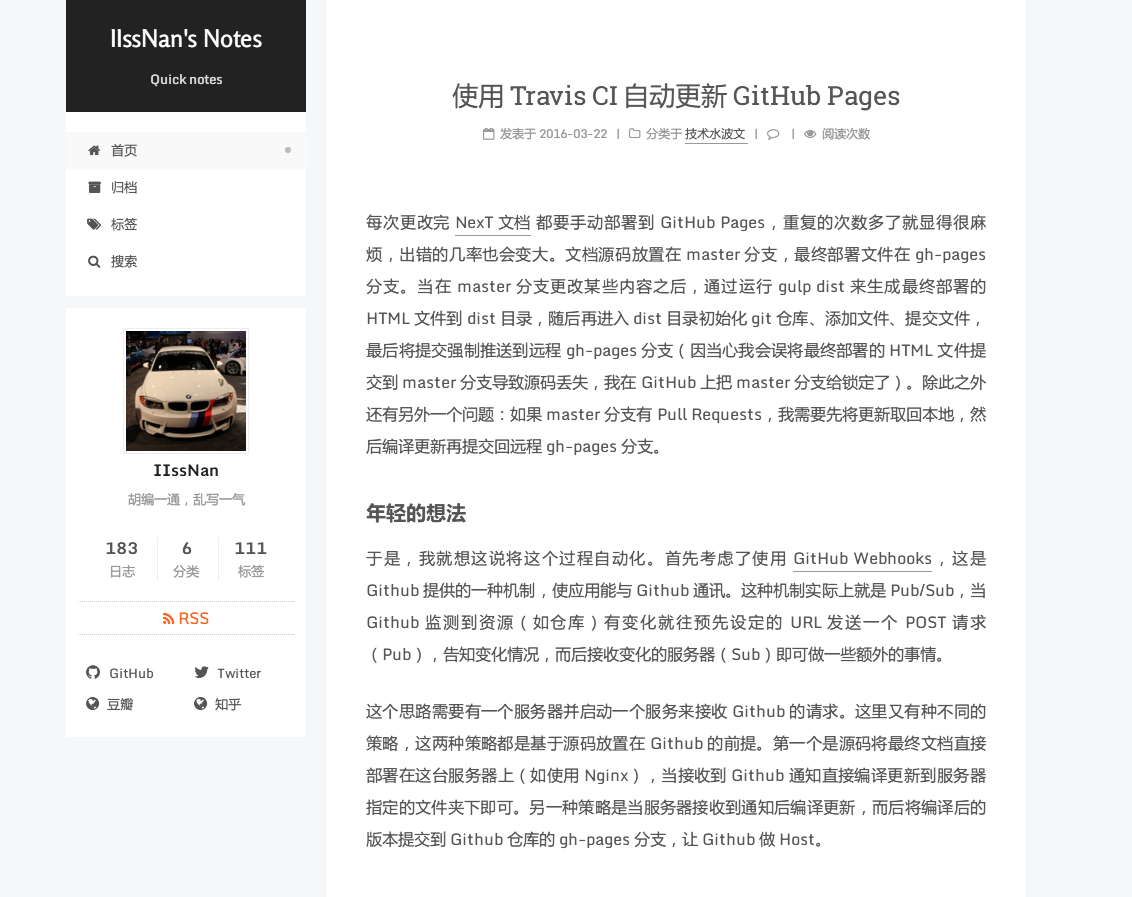 IIssNan's Notes
Quick notes
首页
归档
标签
搜索
IIssNan
胡编一通，乱写一气
183 6 111
日志 分类 标签
RSS
GitHub Twitter
豆瓣 知乎
使用 Travis CI 自动更新 GitHub Pages
发表于 2016-03-22 | 分类于 技术水波文 | | 阅读次数
每次更改完 NexT 文档 都要手动部署到 GitHub Pages，重复的次数多了就显得很麻
烦，出错的几率也会变大。文档源码放置在 master 分支，最终部署文件在 gh-pages
分支。当在 master 分支更改某些内容之后，通过运行 gulp dist 来生成最终部署的
HTML 文件到 dist 目录，随后再进入 dist 目录初始化 git 仓库、添加文件、提交文件，
最后将提交强制推送到远程 gh-pages 分支（因当心我会误将最终部署的 HTML 文件提
交到 master 分支导致源码丢失，我在 GitHub 上把 master 分支给锁定了）。除此之外
还有另外一个问题：如果 master 分支有 Pull Requests，我需要先将更新取回本地，然
后编译更新再提交回远程 gh-pages 分支。
年轻的想法
于是，我就想这说将这个过程自动化。首先考虑了使用 GitHub Webhooks，这是
Github 提供的一种机制，使应用能与 Github 通讯。这种机制实际上就是 Pub/Sub，当
Github 监测到资源（如仓库）有变化就往预先设定的 URL 发送一个 POST 请求
（Pub），告知变化情况，而后接收变化的服务器（Sub）即可做一些额外的事情。
这个思路需要有一个服务器并启动一个服务来接收 Github 的请求。这里又有种不同的
策略，这两种策略都是基于源码放置在 Github 的前提。第一个是源码将最终文档直接
部署在这台服务器上（如使用 Nginx），当接收到 Github 通知直接编译更新到服务器
指定的文件夹下即可。另一种策略是当服务器接收到通知后编译更新，而后将编译后的
版本提交到 Github 仓库的 gh-pages 分支，让 Github 做 Host。